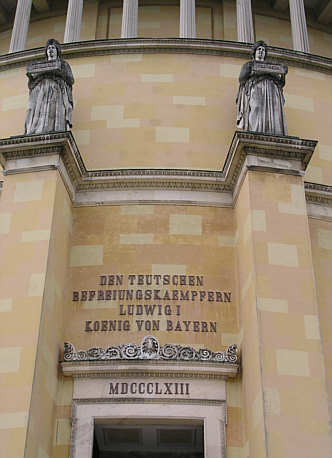 DEN TEUTSCHEN
BEFREIUNGSKAEMPFERN
LUDWIG I
KOENIG VON BAYERN
MDCCCLXIII